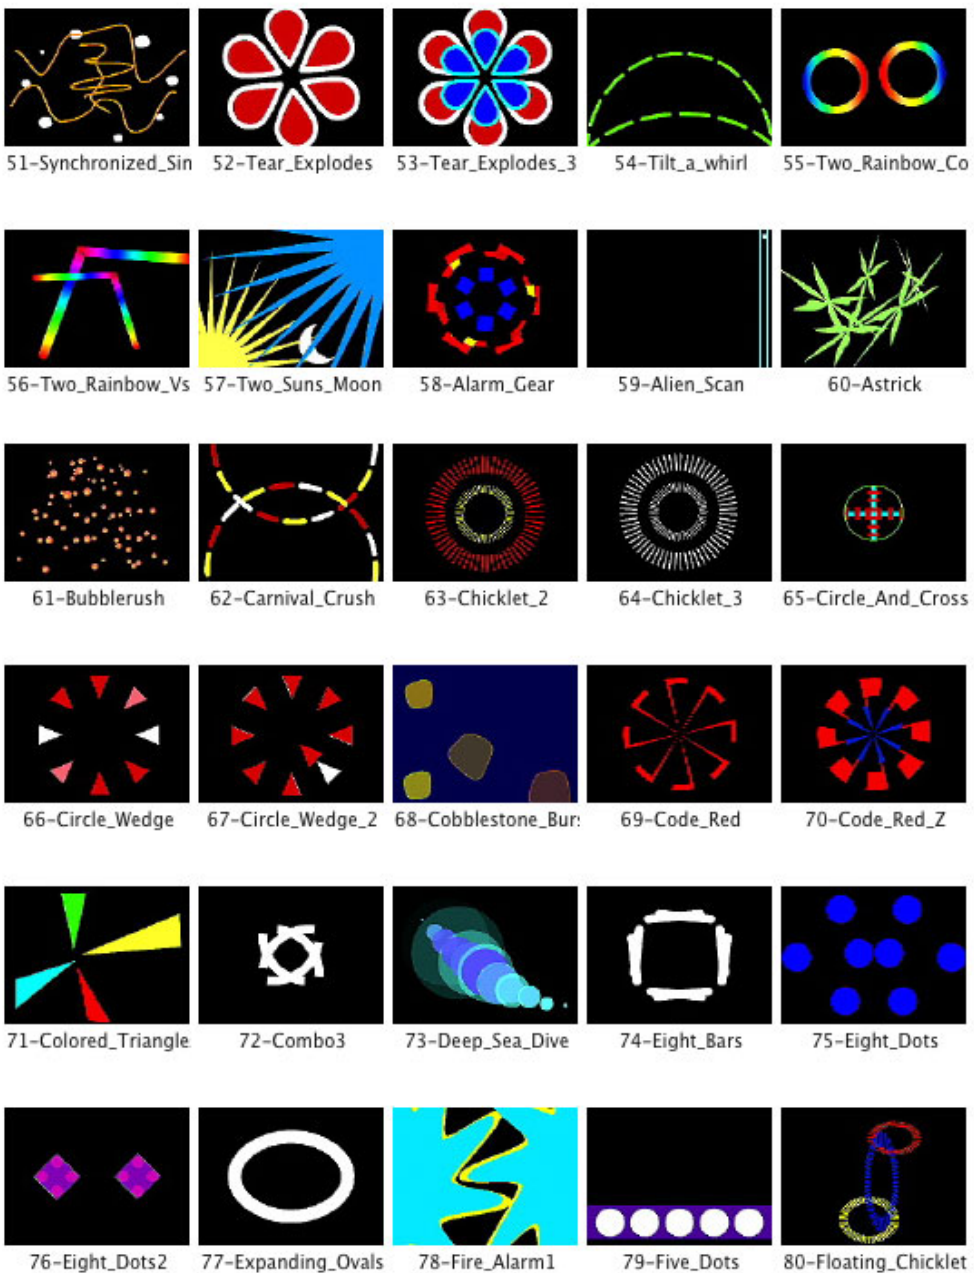 51-Synchronized_Sin
52-Tear_Explodes
53-Tear_Explodes_3
54-Tilt_a_whirl
55-Two_Rainbow_Co
56-Two_Rainbow_Vs
57-Two_Suns_Moon
58-Alarm_Gear
59-Alien_Scan
60-Astrick
61-Bubblerush
62-Carnival_Crush
63-Chicklet_2
64-Chicklet_3
65-Circle_And_Cross
66-Circle_Wedge
67-Circle_Wedge_2
68-Cobblestone_Bur
69-Code_Red
70-Code_Red_Z
71-Colored_Triangle
72-Combo3
73-Deep_Sea_Dive
74-Eight_Bars
75-Eight_Dots
76-Eight_Dots2
77-Expanding_Ovals
78-Fire_Alarm1
79-Five_Dots
80-Floating_Chicklet